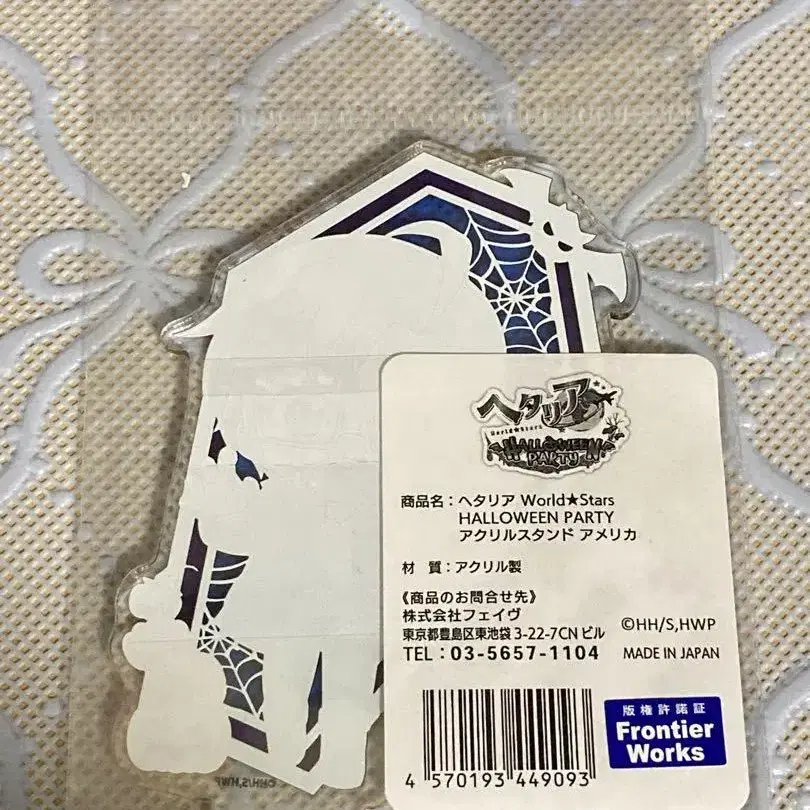 ヘタリア
World★Stars
HALLOWEEN
PARTY
商品名：ヘタリア World★Stars
HALLOWEEN PARTY
アクリルスタンド アメリカ
材 質：アクリル製
《商品のお問合せ先》
株式会社フェイヴ
東京都豊島区東池袋 3-22-7CN ビル
TEL：03-5657-1104
©HH/S,HWP
MADE IN JAPAN
版権許諾証
Frontier
Works
4 570193 449093
©HH/S,HWP